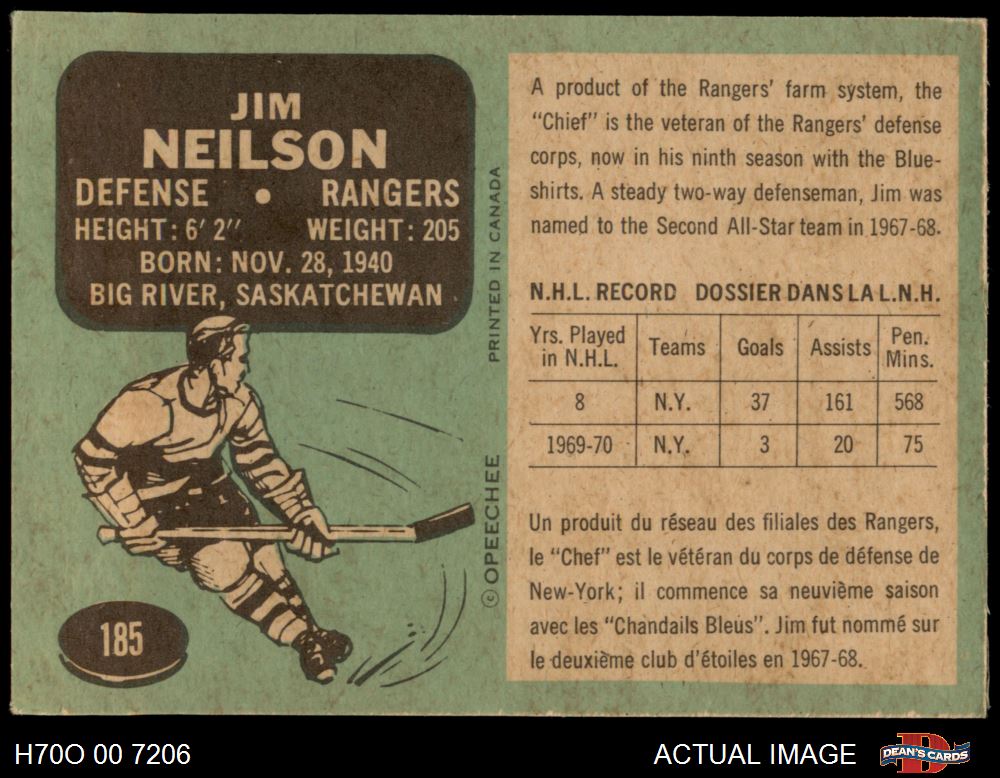 JIM
NEILSON
DEFENSE • RANGERS
HEIGHT: 6' 2" WEIGHT: 205
BORN: NOV. 28, 1940
BIG RIVER, SASKATCHEWAN
185
© OPEECHEE PRINTED IN CANADA
A product of the Rangers' farm system, the
"Chief" is the veteran of the Rangers' defense
corps, now in his ninth season with the Blue-
shirts. A steady two-way defenseman, Jim was
named to the Second All-Star team in 1967-68.
N.H.L. RECORD DOSSIER DANS LA L.N.H.
Yrs. Played in N.H.L. Teams Goals Assists Pen. Mins.
8 N.Y. 37 161 568
1969-70 N.Y. 3 20 75
Un produit du réseau des filiales des Rangers,
le "Chef" est le vétéran du corps de défense de
New-York; il commence sa neuvième saison
avec les "Chandails Bleus". Jim fut nommé sur
le deuxième club d'étoiles en 1967-68.
H70O 00 7206 ACTUAL IMAGE DEAN'S CARDS